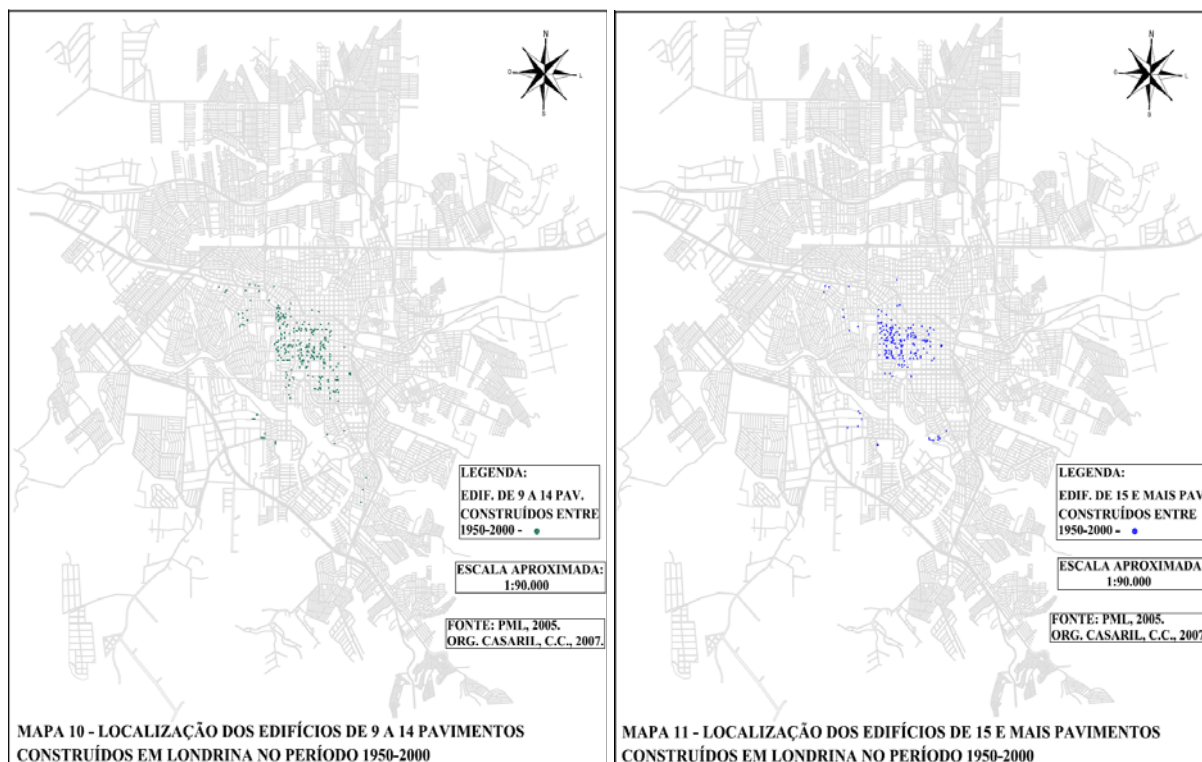 N
O
L
S
LEGENDA:
EDIF. DE 9 A 14 PAV.
CONSTRUÍDOS ENTRE
1950-2000 -
ESCALA APROXIMADA:
1:90.000
FONTE: PML, 2005.
ORG. CASARIL, C.C., 2007.
MAPA 10 - LOCALIZAÇÃO DOS EDIFÍCIOS DE 9 A 14 PAVIMENTOS
CONSTRUÍDOS EM LONDRINA NO PERÍODO 1950-2000
N
O
L
S
LEGENDA:
EDIF. DE 15 E MAIS PAV
CONSTRUÍDOS ENTRE
1950-2000 -
ESCALA APROXIMADA:
1:90.000
FONTE: PML, 2005.
ORG. CASARIL, C.C., 2007
MAPA 11 - LOCALIZAÇÃO DOS EDIFÍCIOS DE 15 E MAIS PAVIMENTOS
CONSTRUÍDOS EM LONDRINA NO PERÍODO 1950-2000